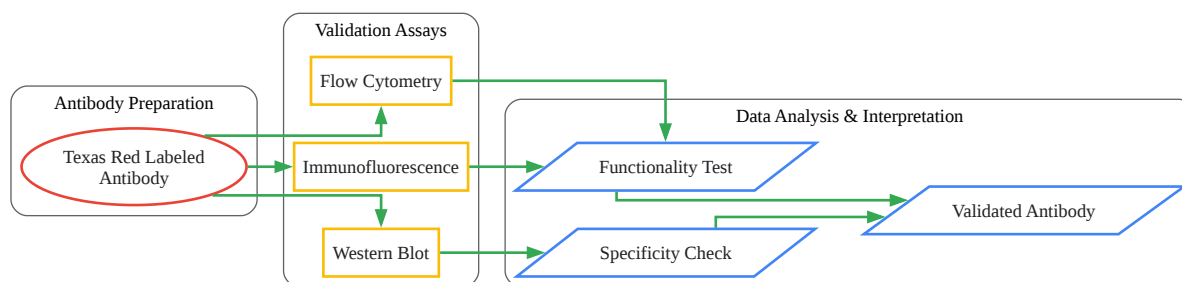 Antibody Preparation
Texas Red Labeled
Antibody
Validation Assays
Flow Cytometry
Immunofluorescence
Western Blot
Data Analysis & Interpretation
Functionality Test
Specificity Check
Validated Antibody